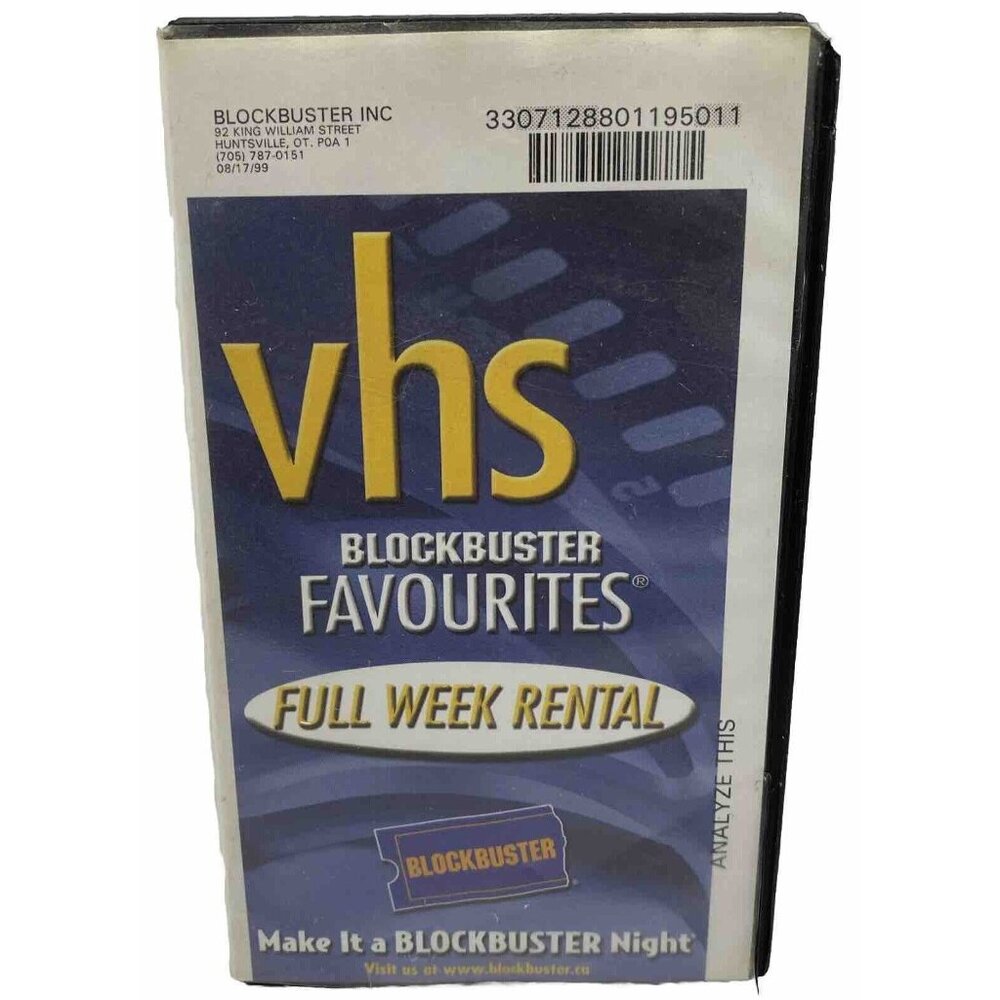 BLOCKBUSTER INC
92 KING WILLIAM STREET
HUNTSVILLE, OT. P0A 1
(705) 787-0151
08/17/99
3307128801195011
vhs
BLOCKBUSTER
FAVOURITES®
FULL WEEK RENTAL
ANALYZE THIS
2
BLOCKBUSTER
Make It a BLOCKBUSTER Night
Visit us at www.blockbuster.ca